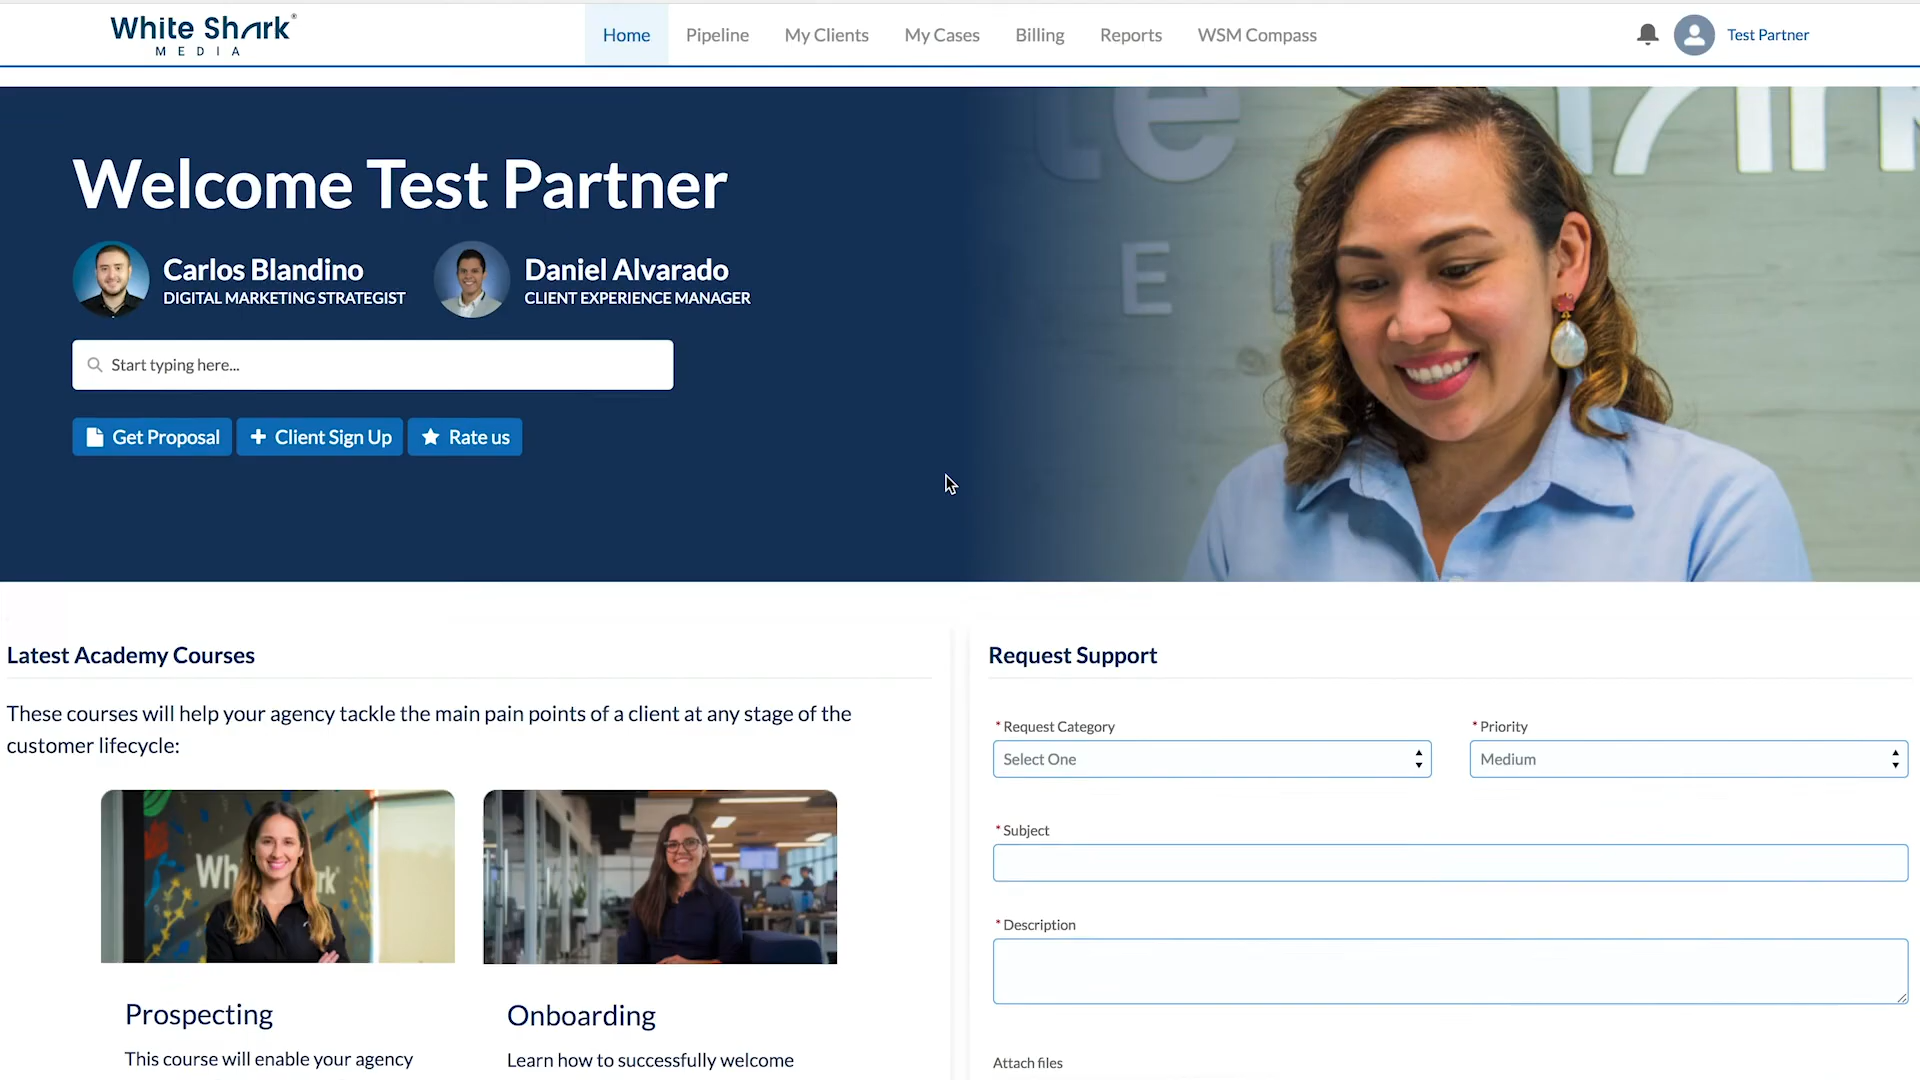 White Shark®
MEDIA
Home
Pipeline
My Clients
My Cases
Billing
Reports
WSM Compass
Test Partner
Welcome Test Partner
Carlos Blandino
DIGITAL MARKETING STRATEGIST
Daniel Alvarado
CLIENT EXPERIENCE MANAGER
Start typing here...
Get Proposal
Client Sign Up
Rate us
Latest Academy Courses
These courses will help your agency tackle the main pain points of a client at any stage of the
customer lifecycle:
Prospecting
This course will enable your agency
Onboarding
Learn how to successfully welcome
Request Support
*Request Category
Select One
*Priority
Medium
*Subject
*Description
Attach files